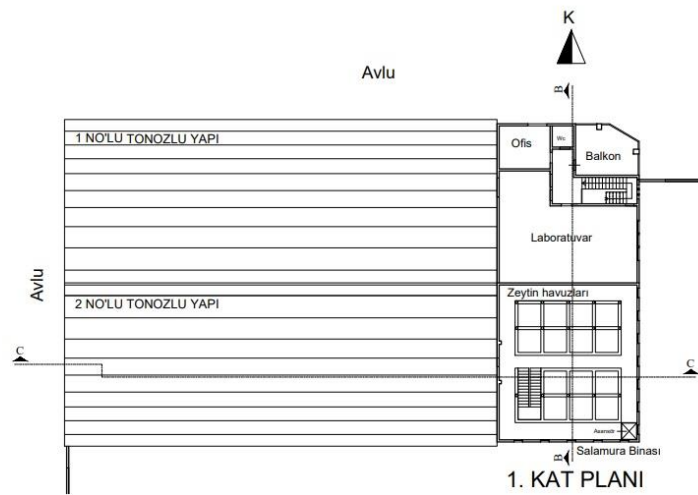 K
Avlu
B
1 NO'LU TONOZLU YAPI
Ofis
Wc
Balkon
Laboratuvar
Avlu
Zeytin havuzları
2 NO'LU TONOZLU YAPI
C
C
Asansör
Salamura Binası
B
1. KAT PLANI